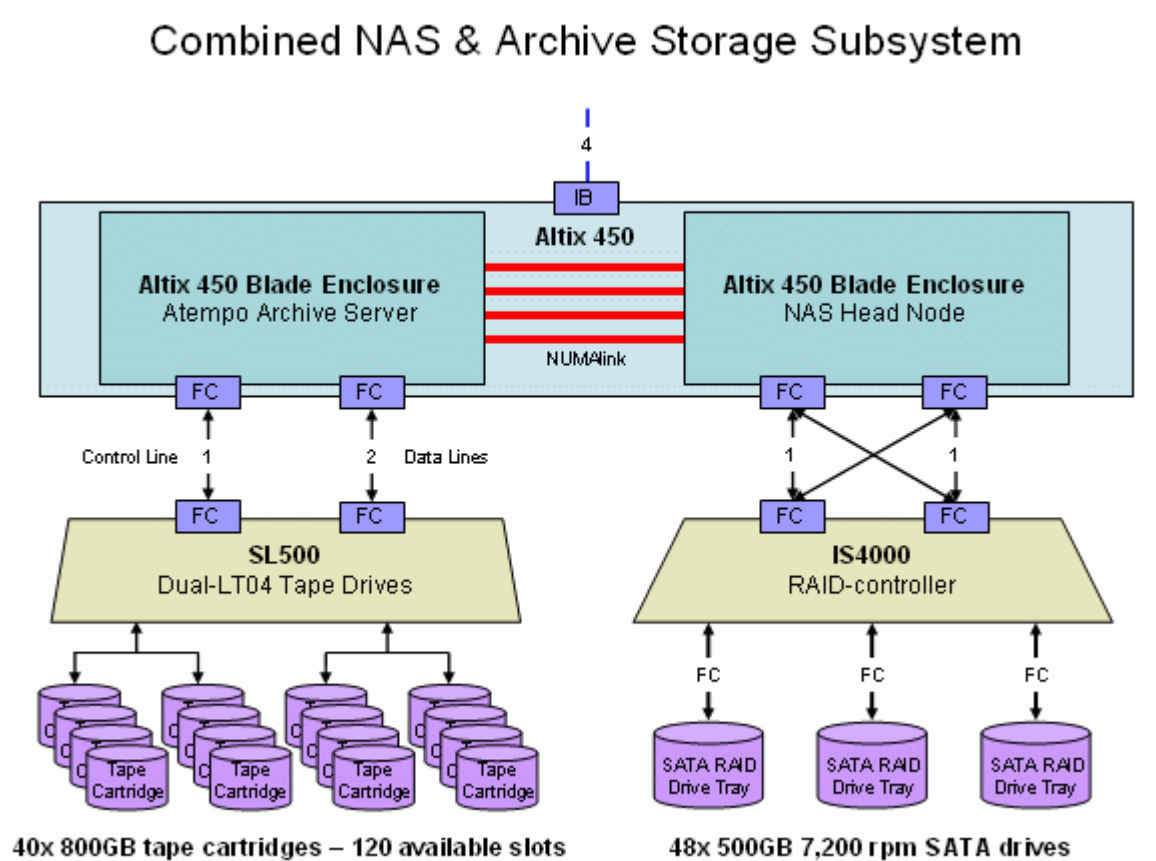 Combined NAS & Archive Storage Subsystem
4
IB
Altix 450
Altix 450 Blade Enclosure
Atempo Archive Server
Altix 450 Blade Enclosure
NAS Head Node
NUMAlink
FC
FC
FC
FC
Control Line
1
2
Data Lines
1
1
FC
FC
FC
FC
SL500
Dual-LT04 Tape Drives
IS4000
RAID-controller
FC
FC
FC
Tape
Cartridge
Tape
Cartridge
Tape
Cartridge
Tape
Cartridge
SATA RAID
Drive Tray
SATA RAID
Drive Tray
SATA RAID
Drive Tray
40x 800GB tape cartridges – 120 available slots
48x 500GB 7,200 rpm SATA drives